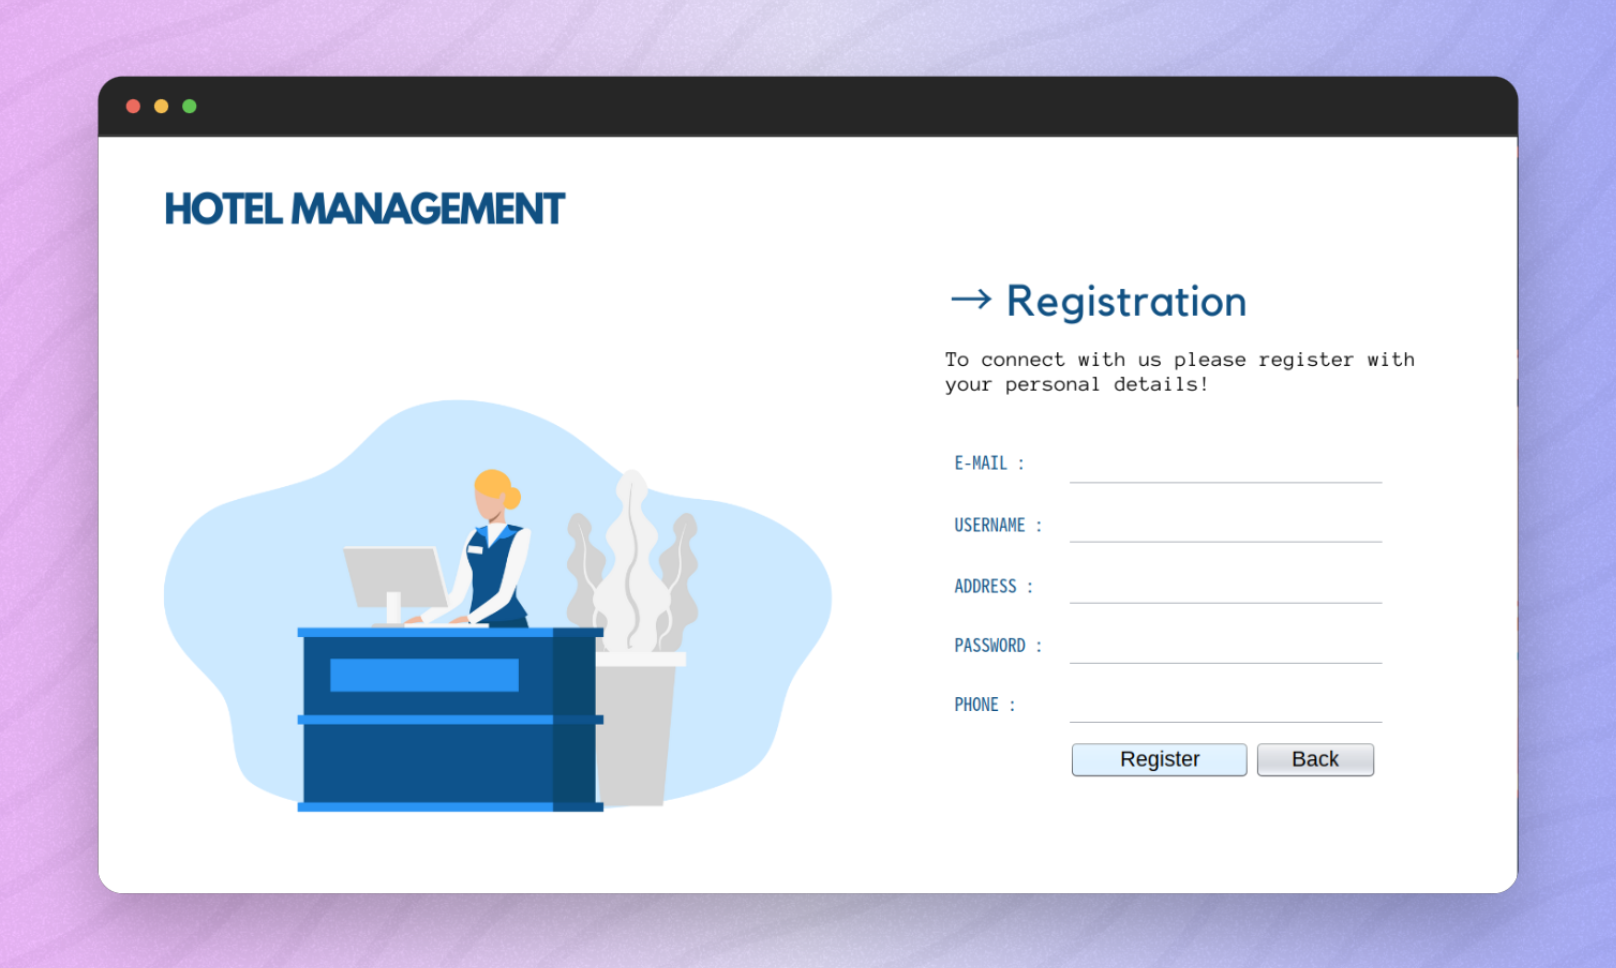 HOTEL MANAGEMENT
→ Registration
To connect with us please register with
your personal details!
E-MAIL :
USERNAME :
ADDRESS :
PASSWORD :
PHONE :
Register Back